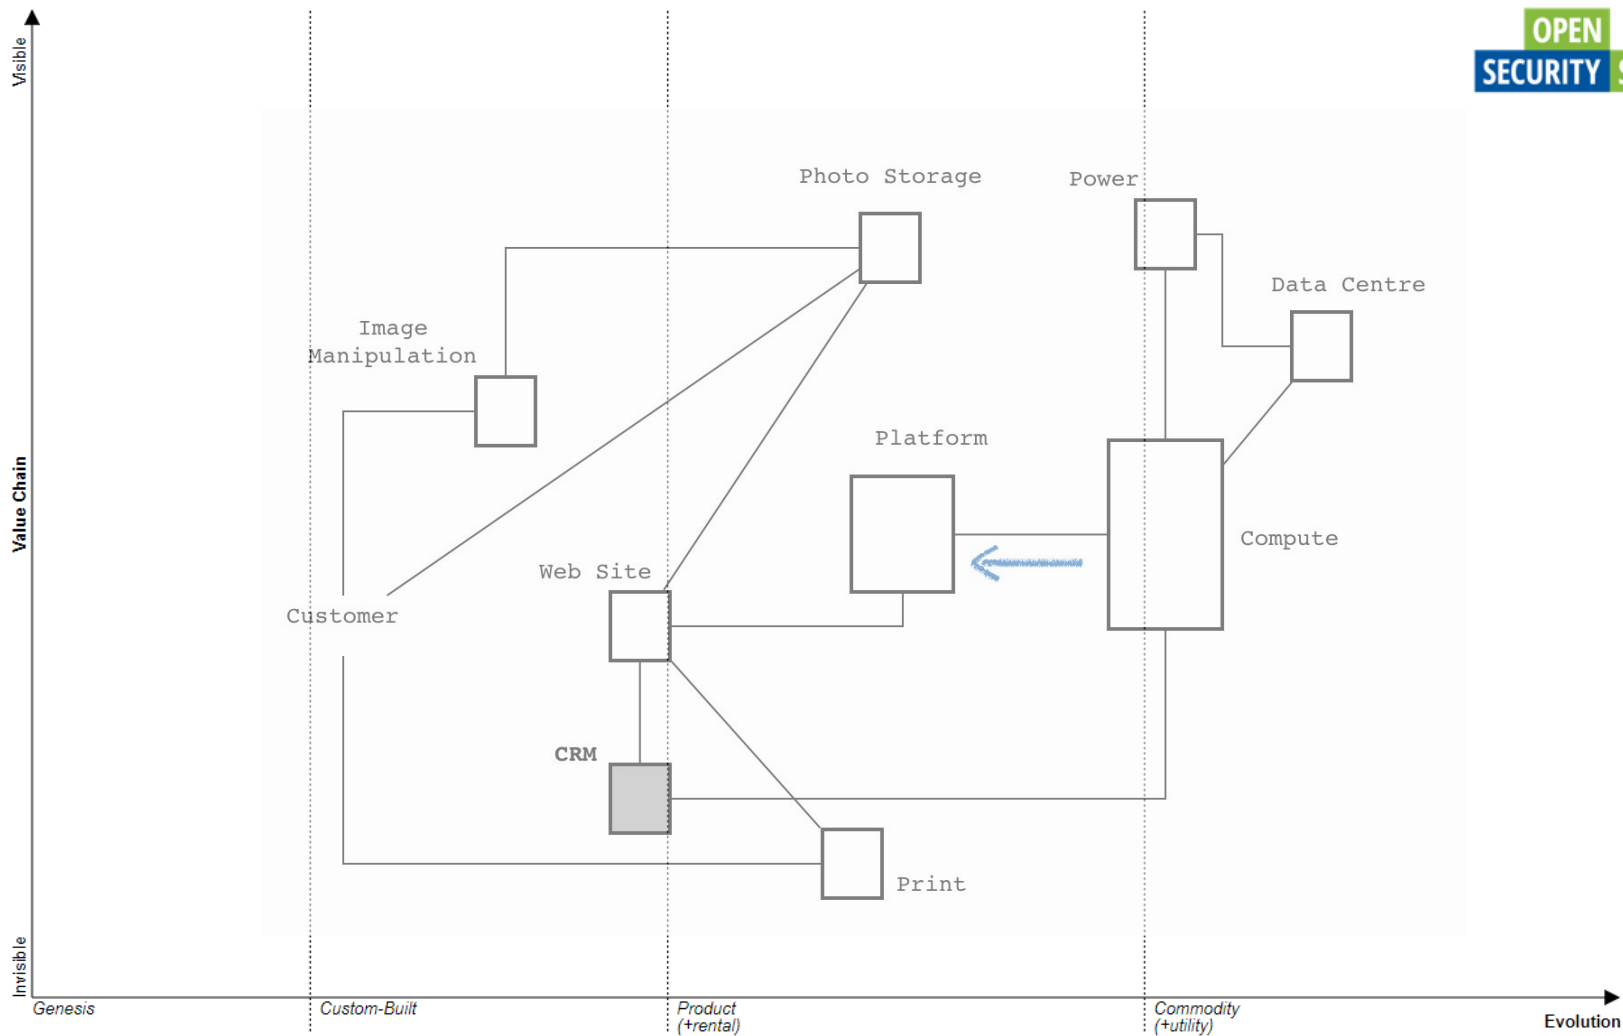 OPEN
SECURITY
Visible
Photo Storage
Power
Data Centre
Image
Manipulation
Platform
Value Chain
Compute
Web Site
Customer
CRM
Print
Invisible
Genesis
Custom-Built
Product
(+rental)
Commodity
(+utility)
Evolution